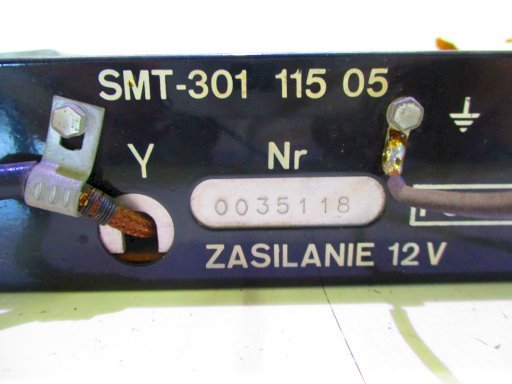 SMT-301 115 05
Y Nr
0035118
ZASILANIE 12V